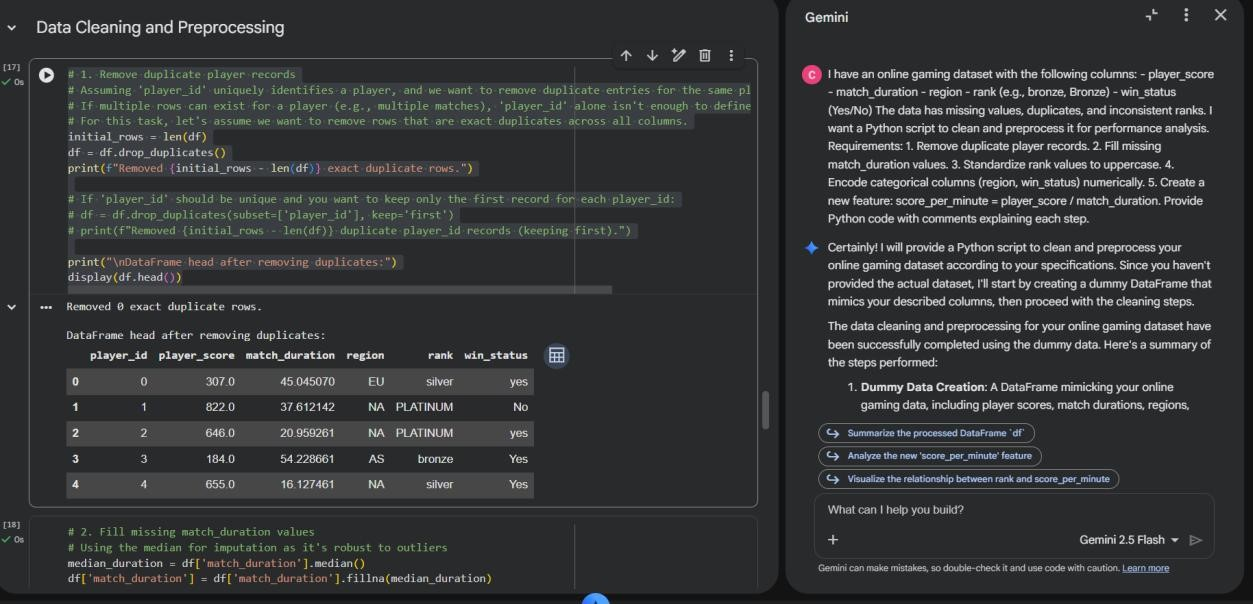 Data Cleaning and Preprocessing
[17]
0s
# 1. Remove duplicate player records
# Assuming 'player_id' uniquely identifies a player, and we want to remove duplicate entries for the same pl
# If multiple rows can exist for a player (e.g., multiple matches), 'player_id' alone isn't enough to define
# For this task, let's assume we want to remove rows that are exact duplicates across all columns.
initial_rows = len(df)
df = df.drop_duplicates()
print(f"Removed {initial_rows - len(df)} exact duplicate rows.")
# If 'player_id' should be unique and you want to keep only the first record for each player_id:
# df = df.drop_duplicates(subset=['player_id'], keep='first')
# print(f"Removed {initial_rows - len(df)} duplicate player_id records (keeping first).")
print("\nDataFrame head after removing duplicates:")
display(df.head())
Removed 0 exact duplicate rows.
DataFrame head after removing duplicates:
player_id player_score match_duration region rank win_status
0 0 307.0 45.045070 EU silver yes
1 1 822.0 37.612142 NA PLATINUM No
2 2 646.0 20.959261 NA PLATINUM yes
3 3 184.0 54.228661 AS bronze Yes
4 4 655.0 16.127461 NA silver Yes
[18]
0s
# 2. Fill missing match_duration values
# Using the median for imputation as it's robust to outliers
median_duration = df['match_duration'].median()
df['match_duration'] = df['match_duration'].fillna(median_duration)
Gemini
C
I have an online gaming dataset with the following columns: - player_score
- match_duration - region - rank (e.g., bronze, Bronze) - win_status
(Yes/No) The data has missing values, duplicates, and inconsistent ranks. I
want a Python script to clean and preprocess it for performance analysis.
Requirements: 1. Remove duplicate player records. 2. Fill missing
match_duration values. 3. Standardize rank values to uppercase. 4.
Encode categorical columns (region, win_status) numerically. 5. Create a
new feature: score_per_minute = player_score / match_duration. Provide
Python code with comments explaining each step.
Certainly! I will provide a Python script to clean and preprocess your
online gaming dataset according to your specifications. Since you haven't
provided the actual dataset, I'll start by creating a dummy DataFrame that
mimics your described columns, then proceed with the cleaning steps.
The data cleaning and preprocessing for your online gaming dataset have
been successfully completed using the dummy data. Here's a summary of
the steps performed:
1. Dummy Data Creation: A DataFrame mimicking your online
gaming data, including player scores, match durations, regions,
Summarize the processed DataFrame `df`
Analyze the new 'score_per_minute' feature
Visualize the relationship between rank and score_per_minute
What can I help you build?
Gemini 2.5 Flash
Gemini can make mistakes, so double-check it and use code with caution. Learn more